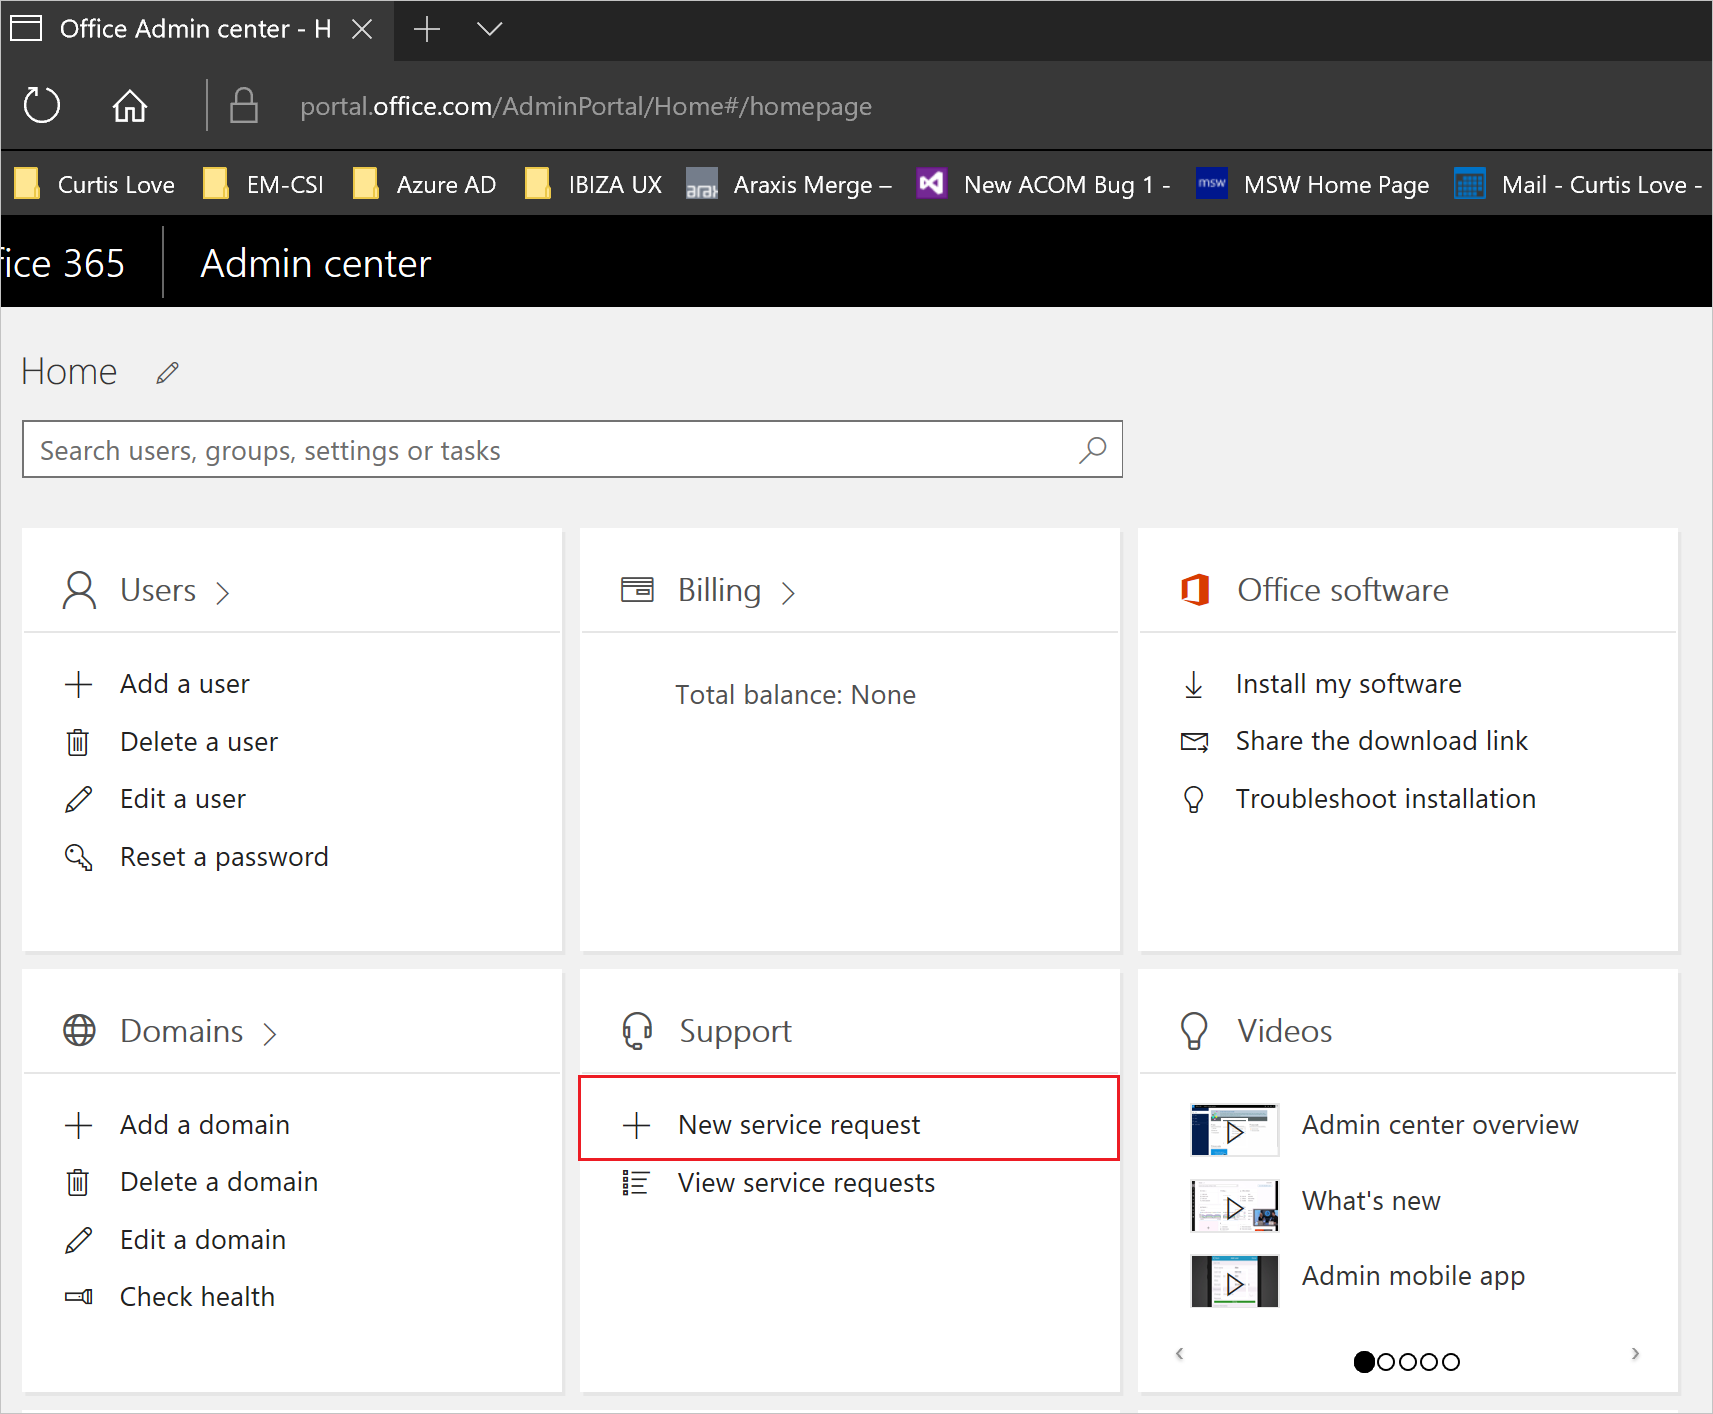 Office Admin center - H
portal.office.com/AdminPortal/Home#/homepage
Curtis Love EM-CSI Azure AD IBIZA UX Araxis Merge – New ACOM Bug 1 - msw MSW Home Page Mail - Curtis Love -
fice 365 Admin center
Home
Search users, groups, settings or tasks
Users
Add a user
Delete a user
Edit a user
Reset a password
Billing
Total balance: None
Office software
Install my software
Share the download link
Troubleshoot installation
Domains
Add a domain
Delete a domain
Edit a domain
Check health
Support
New service request
View service requests
Videos
Admin center overview
What's new
Admin mobile app